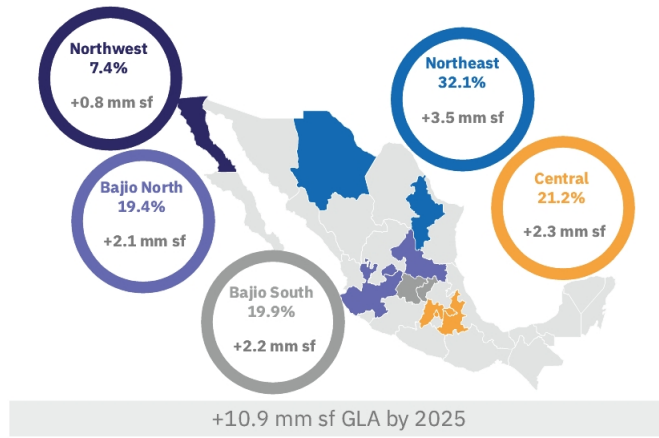 Northwest
7.4%
+0.8 mm sf
Northeast
32.1%
+3.5 mm sf
Bajio North
19.4%
+2.1 mm sf
Central
21.2%
+2.3 mm sf
Bajio South
19.9%
+2.2 mm sf
+10.9 mm sf GLA by 2025